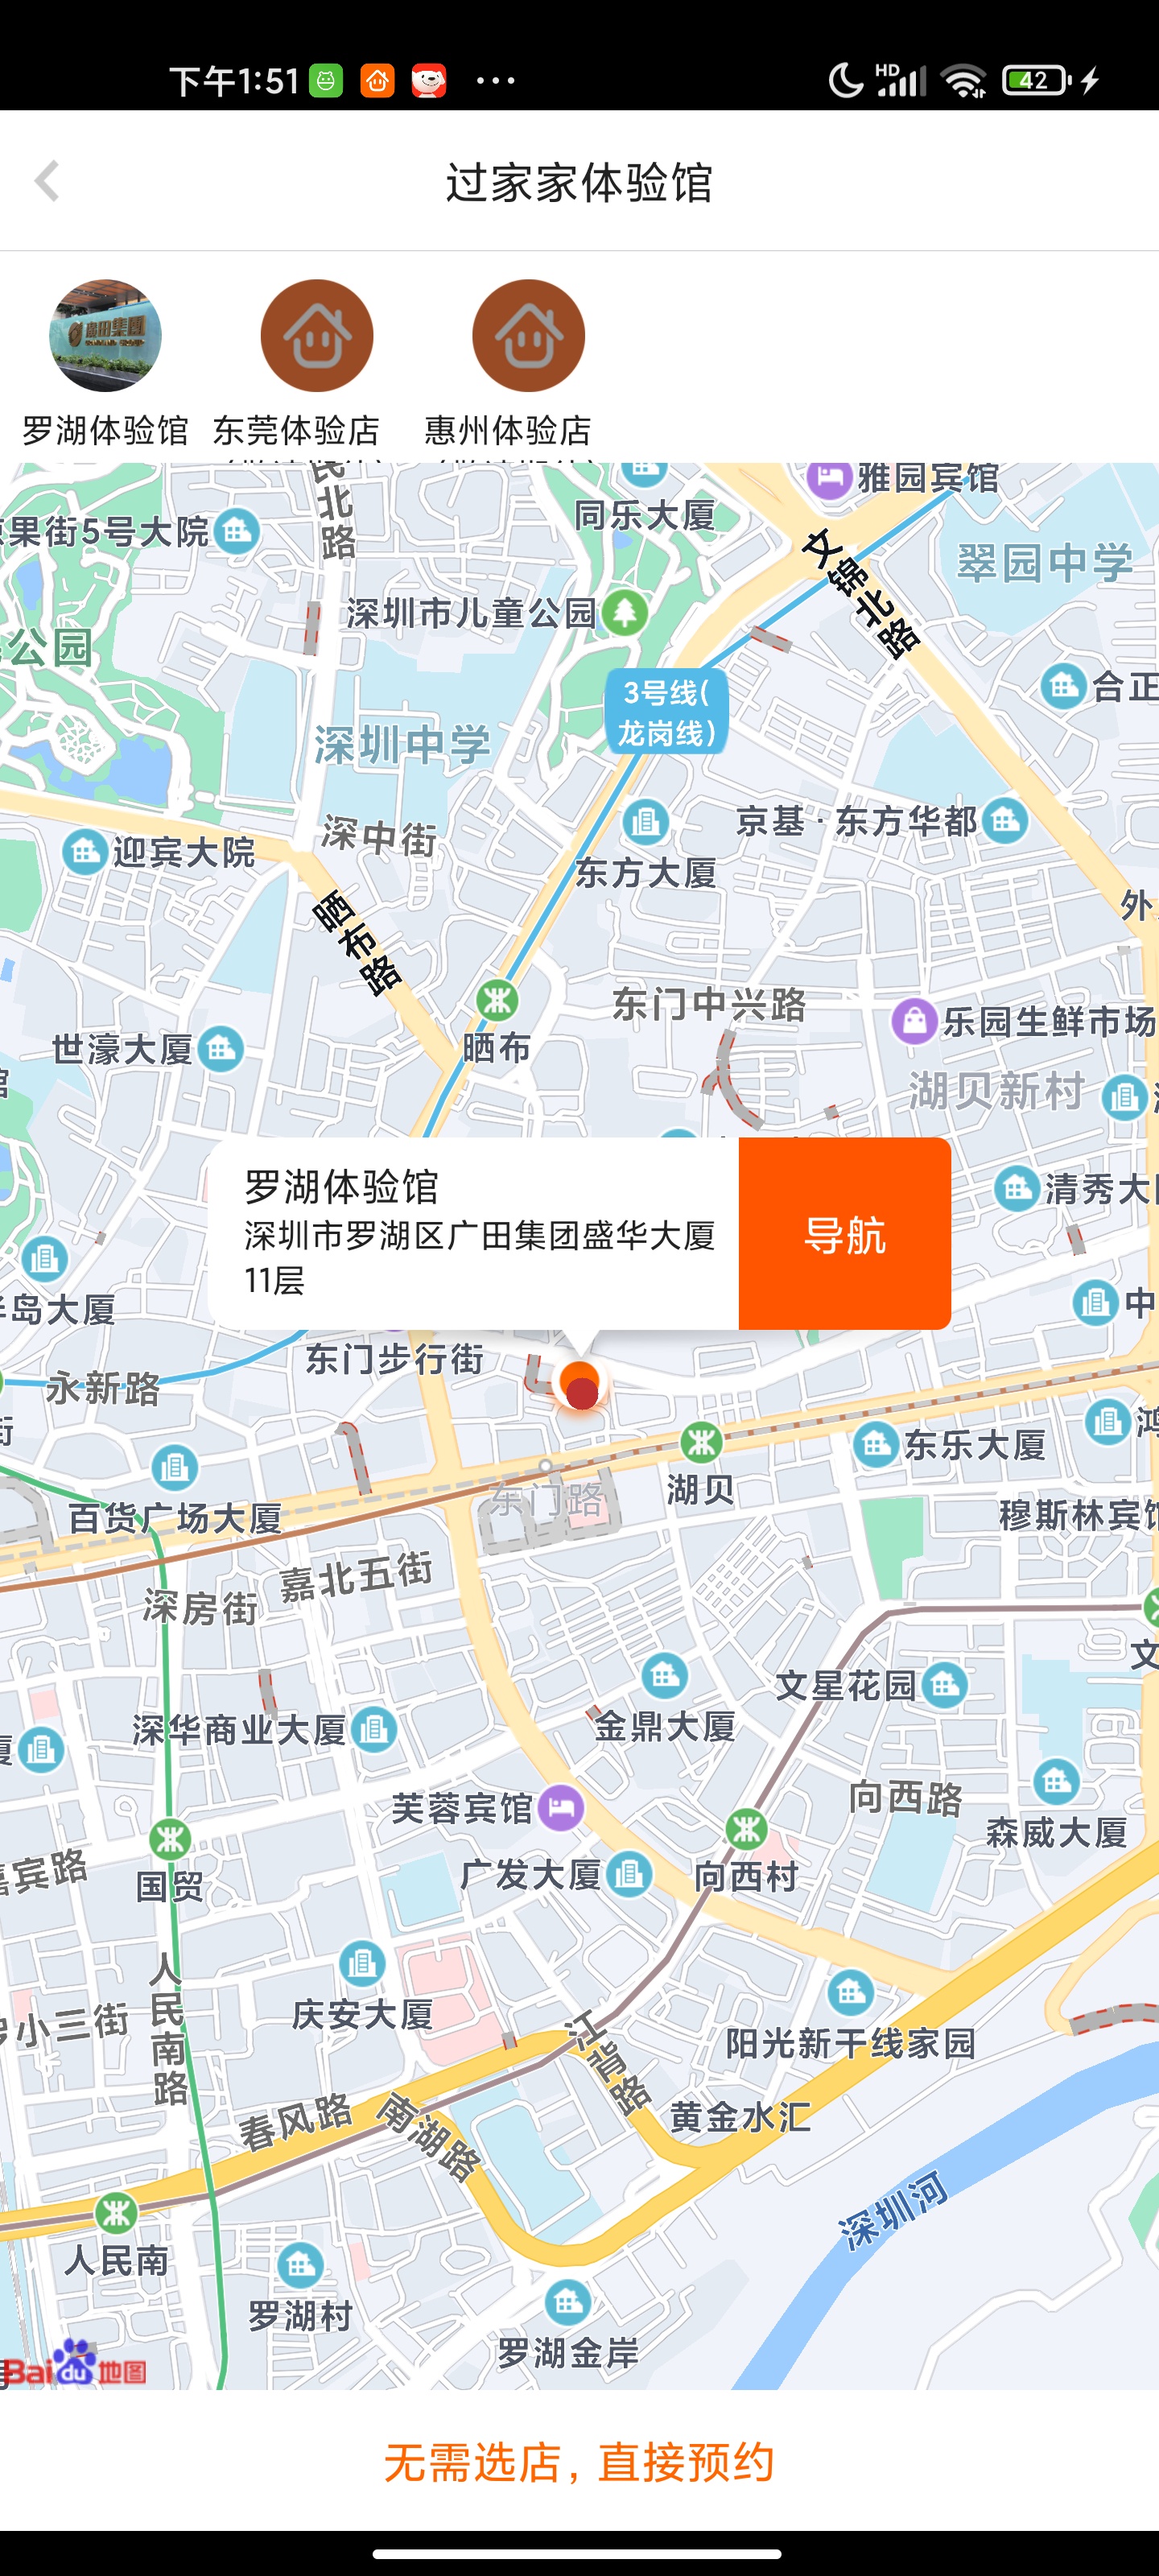 下午1:51
HD
42
过家家体验馆
广田集团
罗湖体验馆
东莞体验店
惠州体验店
民北路
同乐大厦
雅园宾馆
果街5号大院
文锦北路
翠园中学
深圳市儿童公园
公园
3号线(
龙岗线)
合正
深圳中学
深中街
京基·东方华都
迎宾大院
东方大厦
晒布路
外
东门中兴路
乐园生鲜市场
世濠大厦
晒布
湖贝新村
清秀大
罗湖体验馆
深圳市罗湖区广田集团盛华大厦
11层
导航
半岛大厦
中
东门步行街
永新路
街
鸿
东乐大厦
湖贝
东门路
百货广场大厦
穆斯林宾馆
嘉北五街
深房街
文
文星花园
深华商业大厦
金鼎大厦
厦
向西路
芙蓉宾馆
森威大厦
嘉宾路
国贸
广发大厦
向西村
人民南路
庆安大厦
罗小三街
江背路
阳光新干线家园
春风路
南湖路
黄金水汇
深圳河
人民南
罗湖村
罗湖金岸
Bai du 地图
无需选店，直接预约